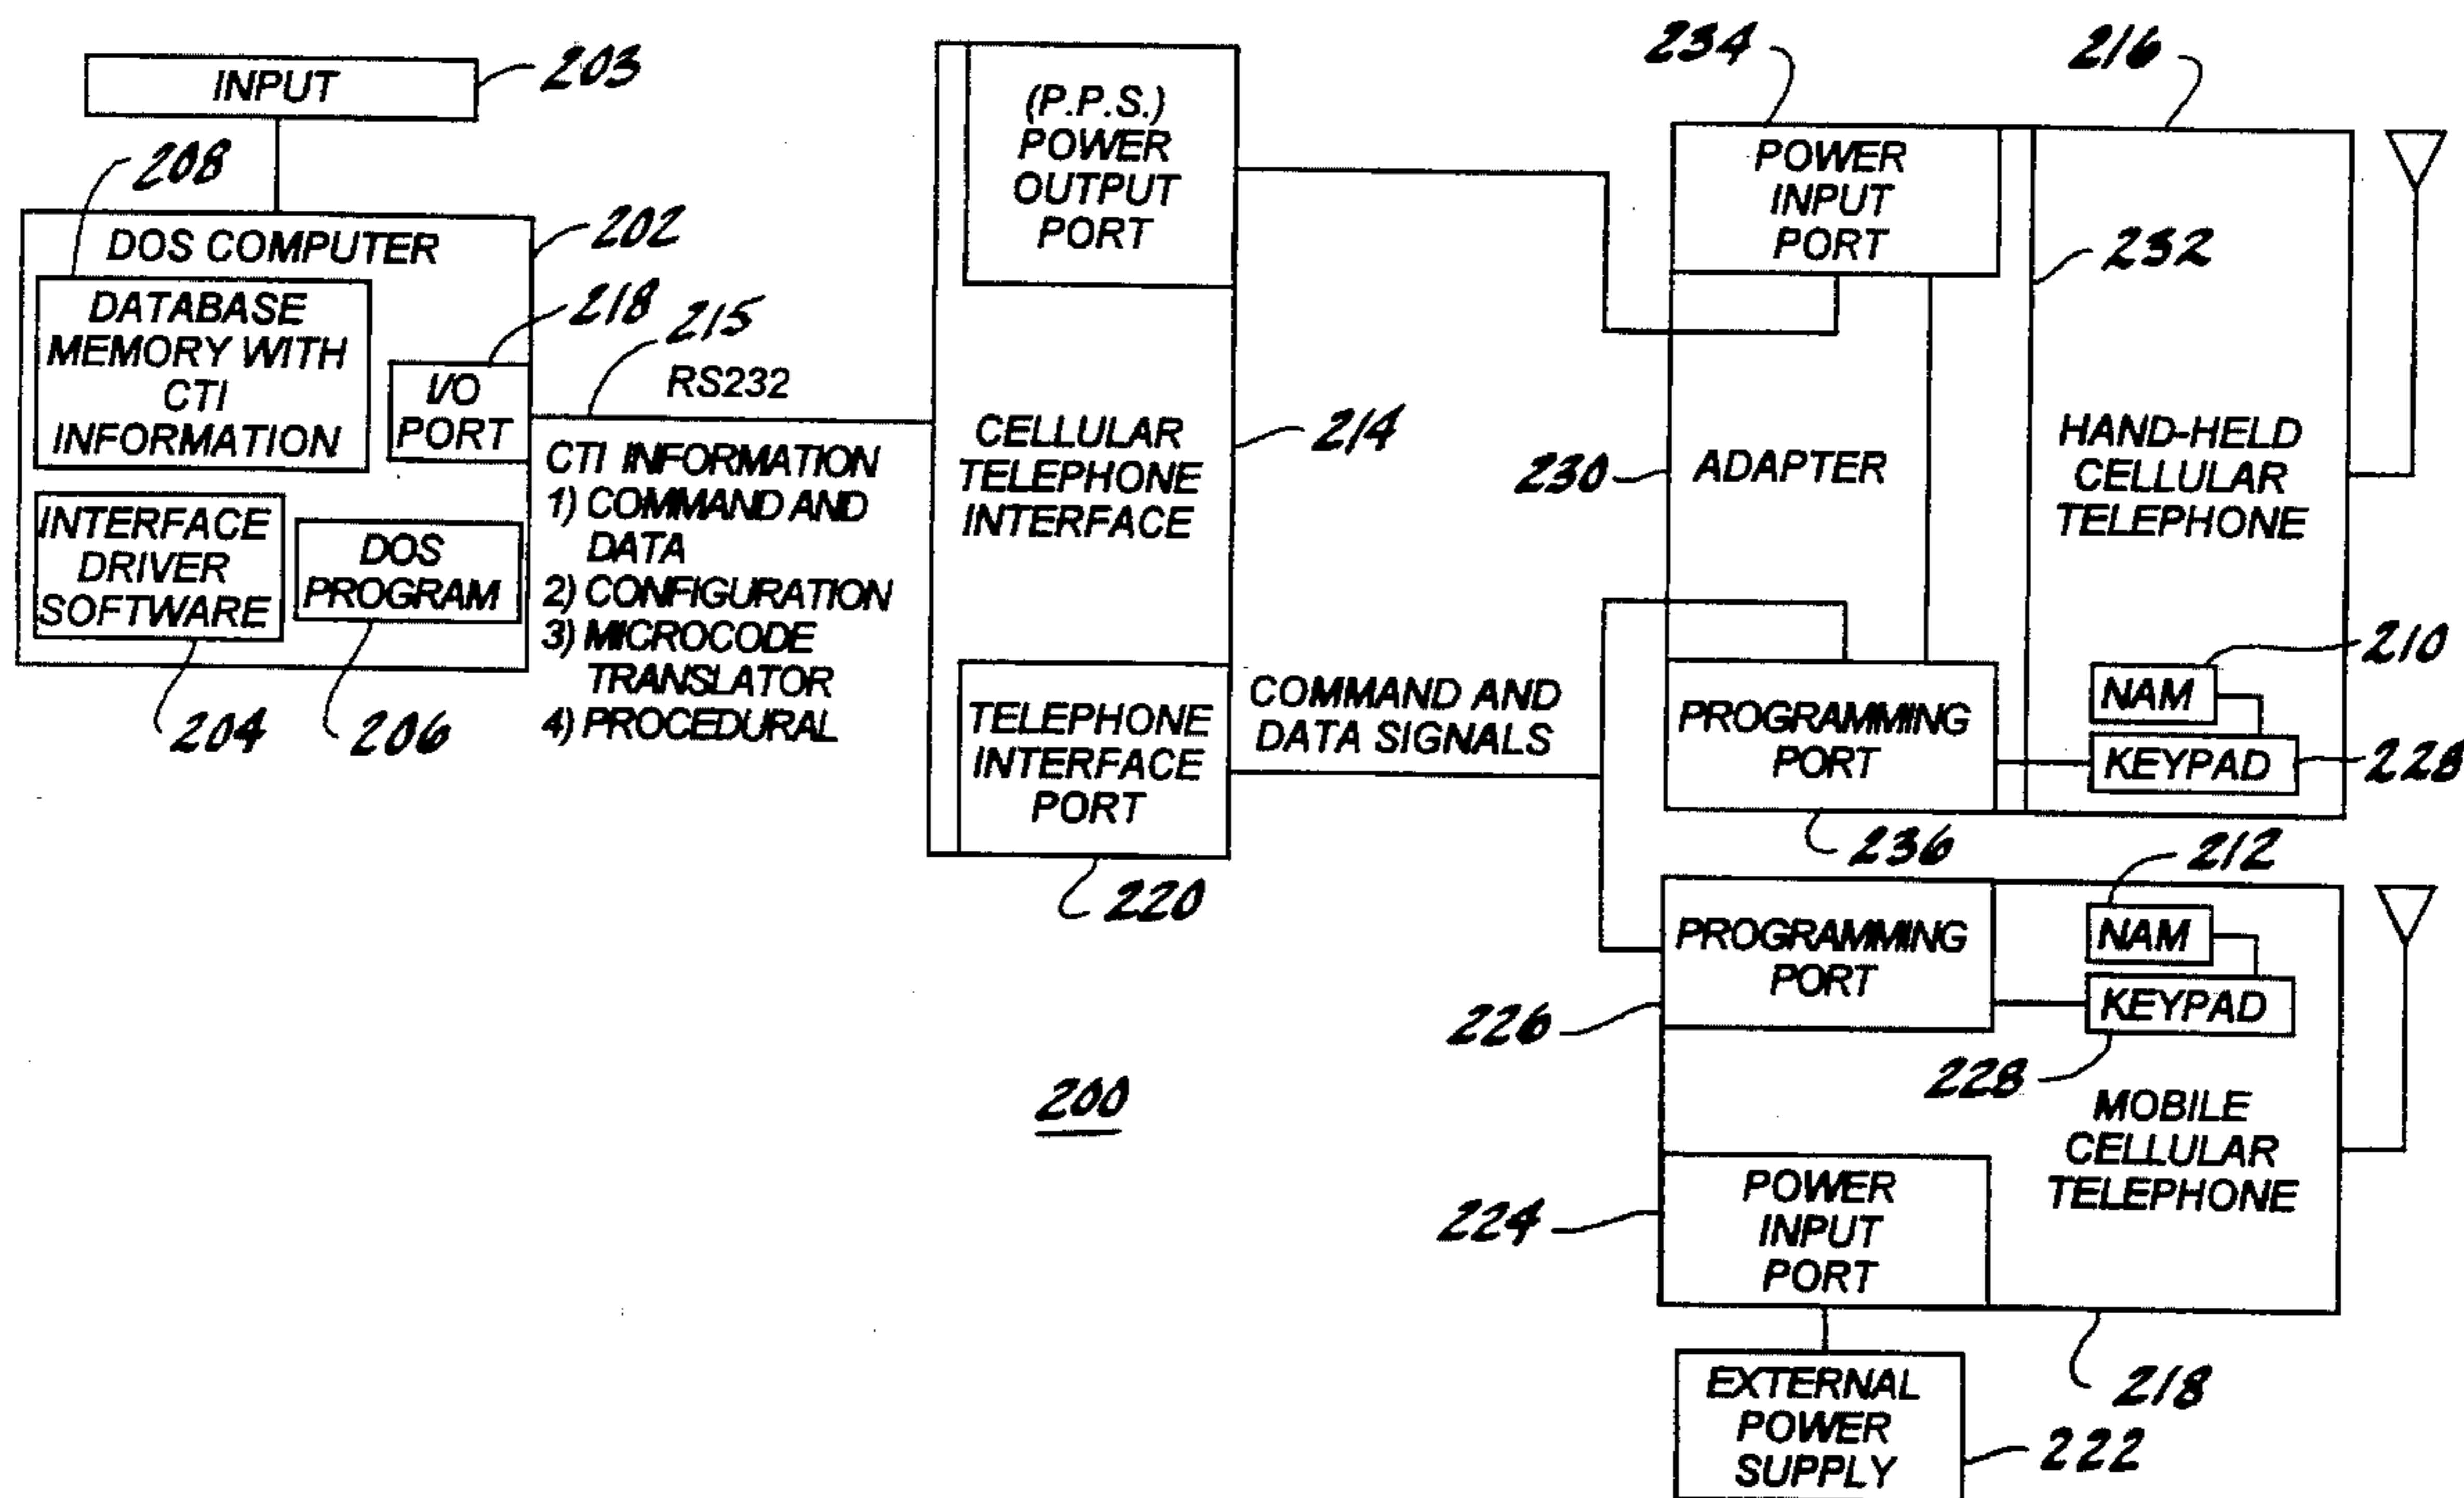 INPUT
203
208
DOS COMPUTER
202
DATABASE
MEMORY WITH
CTI
INFORMATION
218
I/O
PORT
INTERFACE
DRIVER
SOFTWARE
DOS
PROGRAM
204
206
215
RS232
CTI INFORMATION
1) COMMAND AND
DATA
2) CONFIGURATION
3) MICROCODE
TRANSLATOR
4) PROCEDURAL
(P.P.S.)
POWER
OUTPUT
PORT
CELLULAR
TELEPHONE
INTERFACE
214
TELEPHONE
INTERFACE
PORT
220
COMMAND AND
DATA SIGNALS
234
216
POWER
INPUT
PORT
232
230
ADAPTER
HAND-HELD
CELLULAR
TELEPHONE
210
NAM
PROGRAMMING
PORT
KEYPAD
228
236
212
PROGRAMMING
PORT
NAM
KEYPAD
226
228
MOBILE
CELLULAR
TELEPHONE
224
POWER
INPUT
PORT
218
EXTERNAL
POWER
SUPPLY
222
200